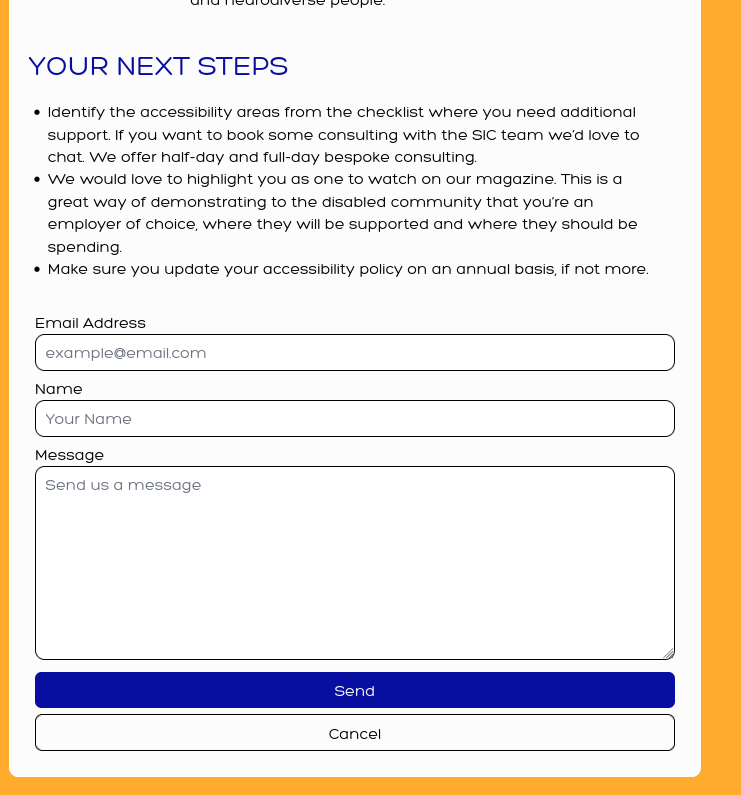 and neurodiverse people.
YOUR NEXT STEPS
• Identify the accessibility areas from the checklist where you need additional
support. If you want to book some consulting with the SIC team we'd love to
chat. We offer half-day and full-day bespoke consulting.
• We would love to highlight you as one to watch on our magazine. This is a
great way of demonstrating to the disabled community that you're an
employer of choice, where they will be supported and where they should be
spending.
• Make sure you update your accessibility policy on an annual basis, if not more.
Email Address
example@email.com
Name
Your Name
Message
Send us a message
Send
Cancel